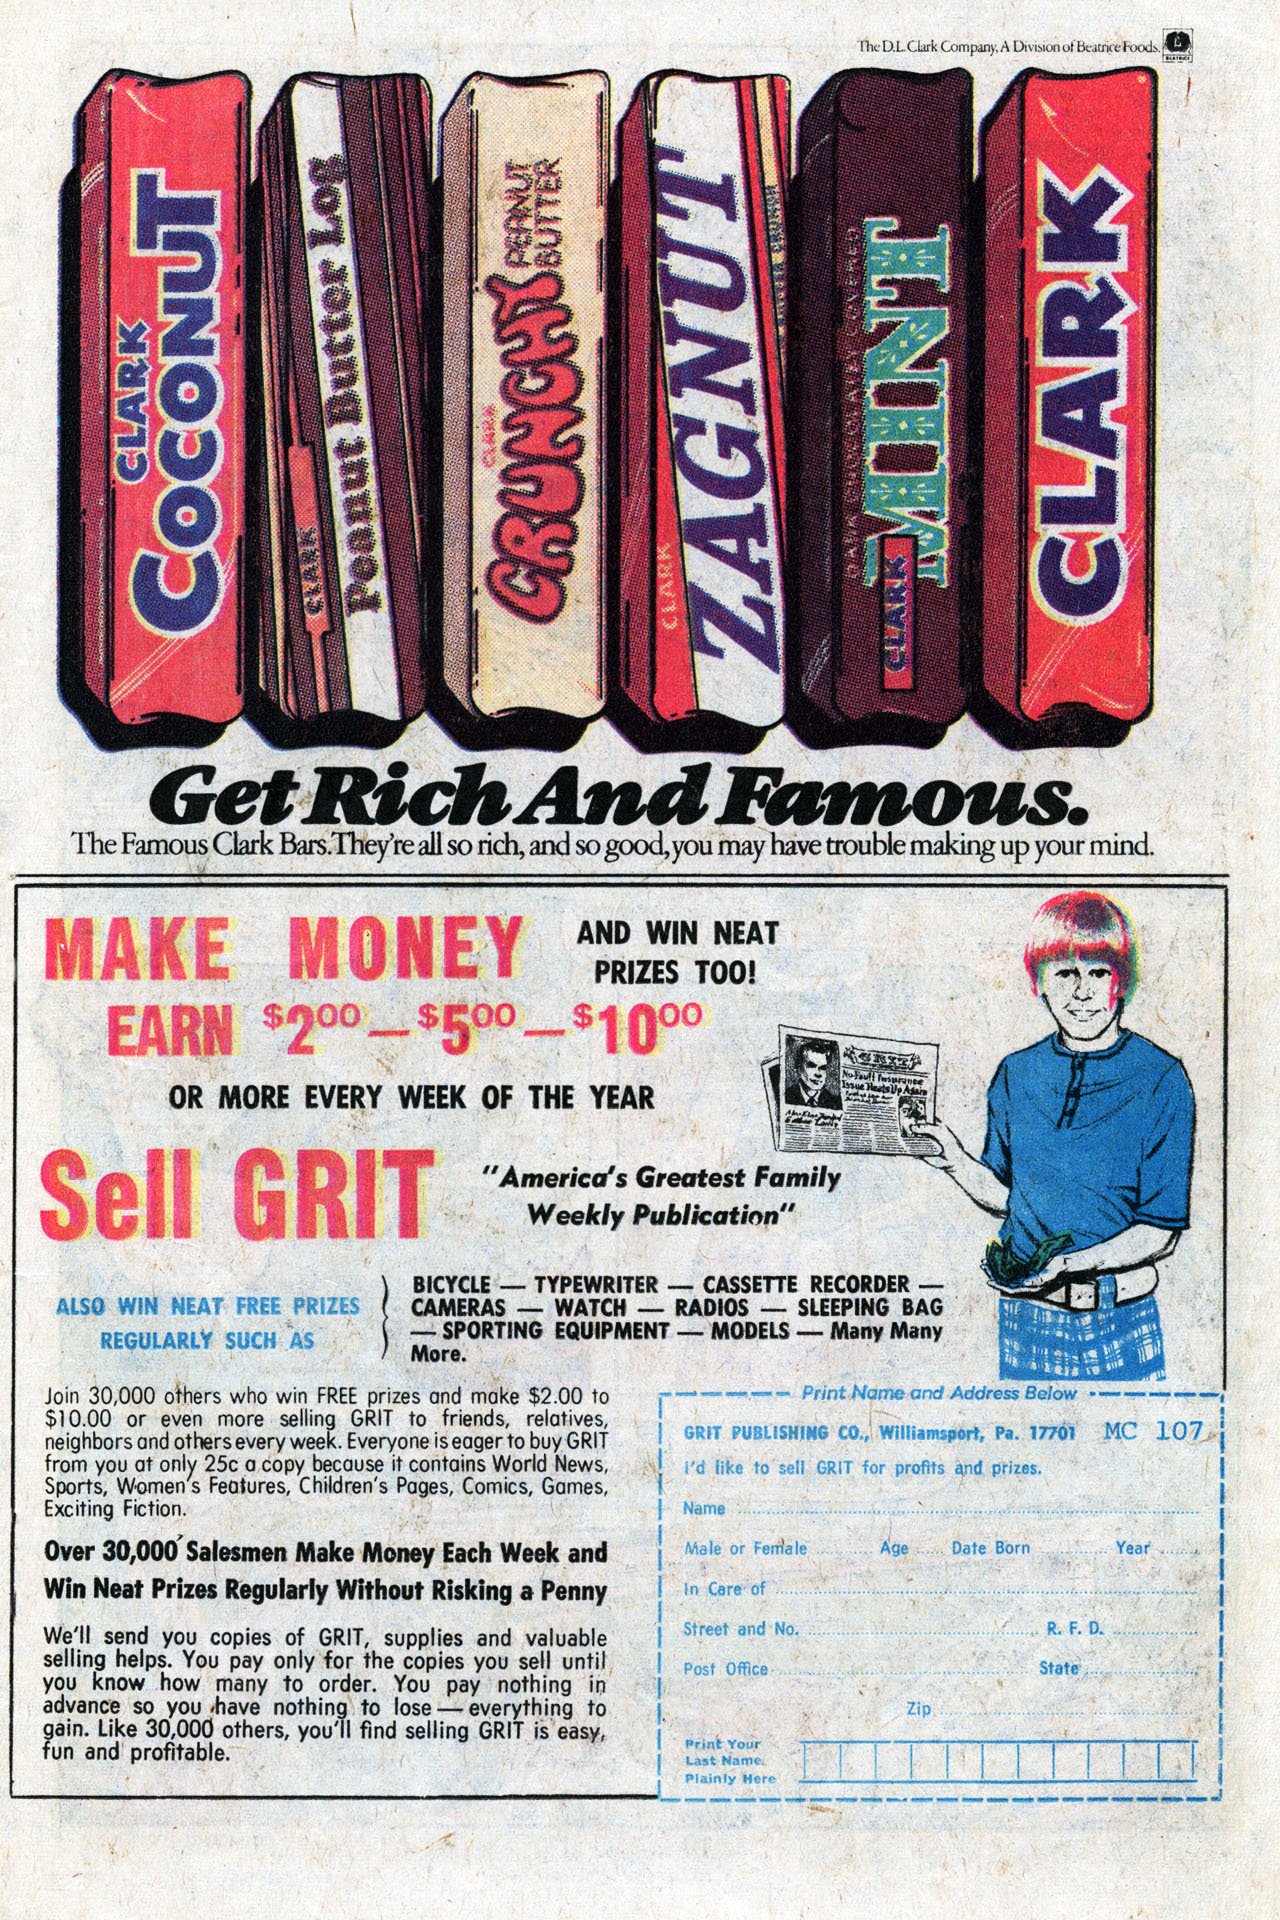 The D.L. Clark Company, A Division of Beatrice Foods.
BEATRICE
CLARK
COCONUT
CLARK
Peanut Butter Log
CLARK
CRUNCHY
PEANUT
BUTTER
CLARK
ZAGNUT
DARK CHOCOLATE COVERED
MINT
CLARK
CLARK
Get Rich And Famous.
The Famous Clark Bars. They're all so rich, and so good, you may have trouble making up your mind.
MAKE MONEY
AND WIN NEAT
PRIZES TOO!
EARN $2.00 — $5.00 — $10.00
OR MORE EVERY WEEK OF THE YEAR
GRIT
No-Fault Insurance
Issue Heats Up Again
Sell GRIT
"America's Greatest Family
Weekly Publication"
ALSO WIN NEAT FREE PRIZES
REGULARLY SUCH AS
BICYCLE — TYPEWRITER — CASSETTE RECORDER —
CAMERAS — WATCH — RADIOS — SLEEPING BAG
— SPORTING EQUIPMENT — MODELS — Many Many
More.
Join 30,000 others who win FREE prizes and make $2.00 to
$10.00 or even more selling GRIT to friends, relatives,
neighbors and others every week. Everyone is eager to buy GRIT
from you at only 25c a copy because it contains World News,
Sports, Women's Features, Children's Pages, Comics, Games,
Exciting Fiction.
Over 30,000 Salesmen Make Money Each Week and
Win Neat Prizes Regularly Without Risking a Penny
We'll send you copies of GRIT, supplies and valuable
selling helps. You pay only for the copies you sell until
you know how many to order. You pay nothing in
advance so you have nothing to lose — everything to
gain. Like 30,000 others, you'll find selling GRIT is easy,
fun and profitable.
Print Name and Address Below
GRIT PUBLISHING CO., Williamsport, Pa. 17701 MC 107
I'd like to sell GRIT for profits and prizes.
Name
Male or Female Age Date Born Year
In Care of
Street and No. R. F. D.
Post Office State
Zip
Print Your
Last Name
Plainly Here